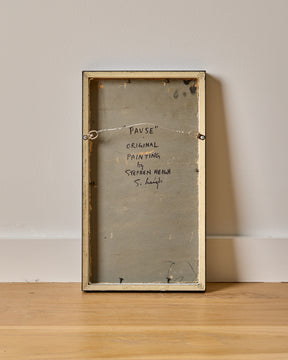 "PAUSE"
ORIGINAL
PAINTING
by
STEPHEN
S.